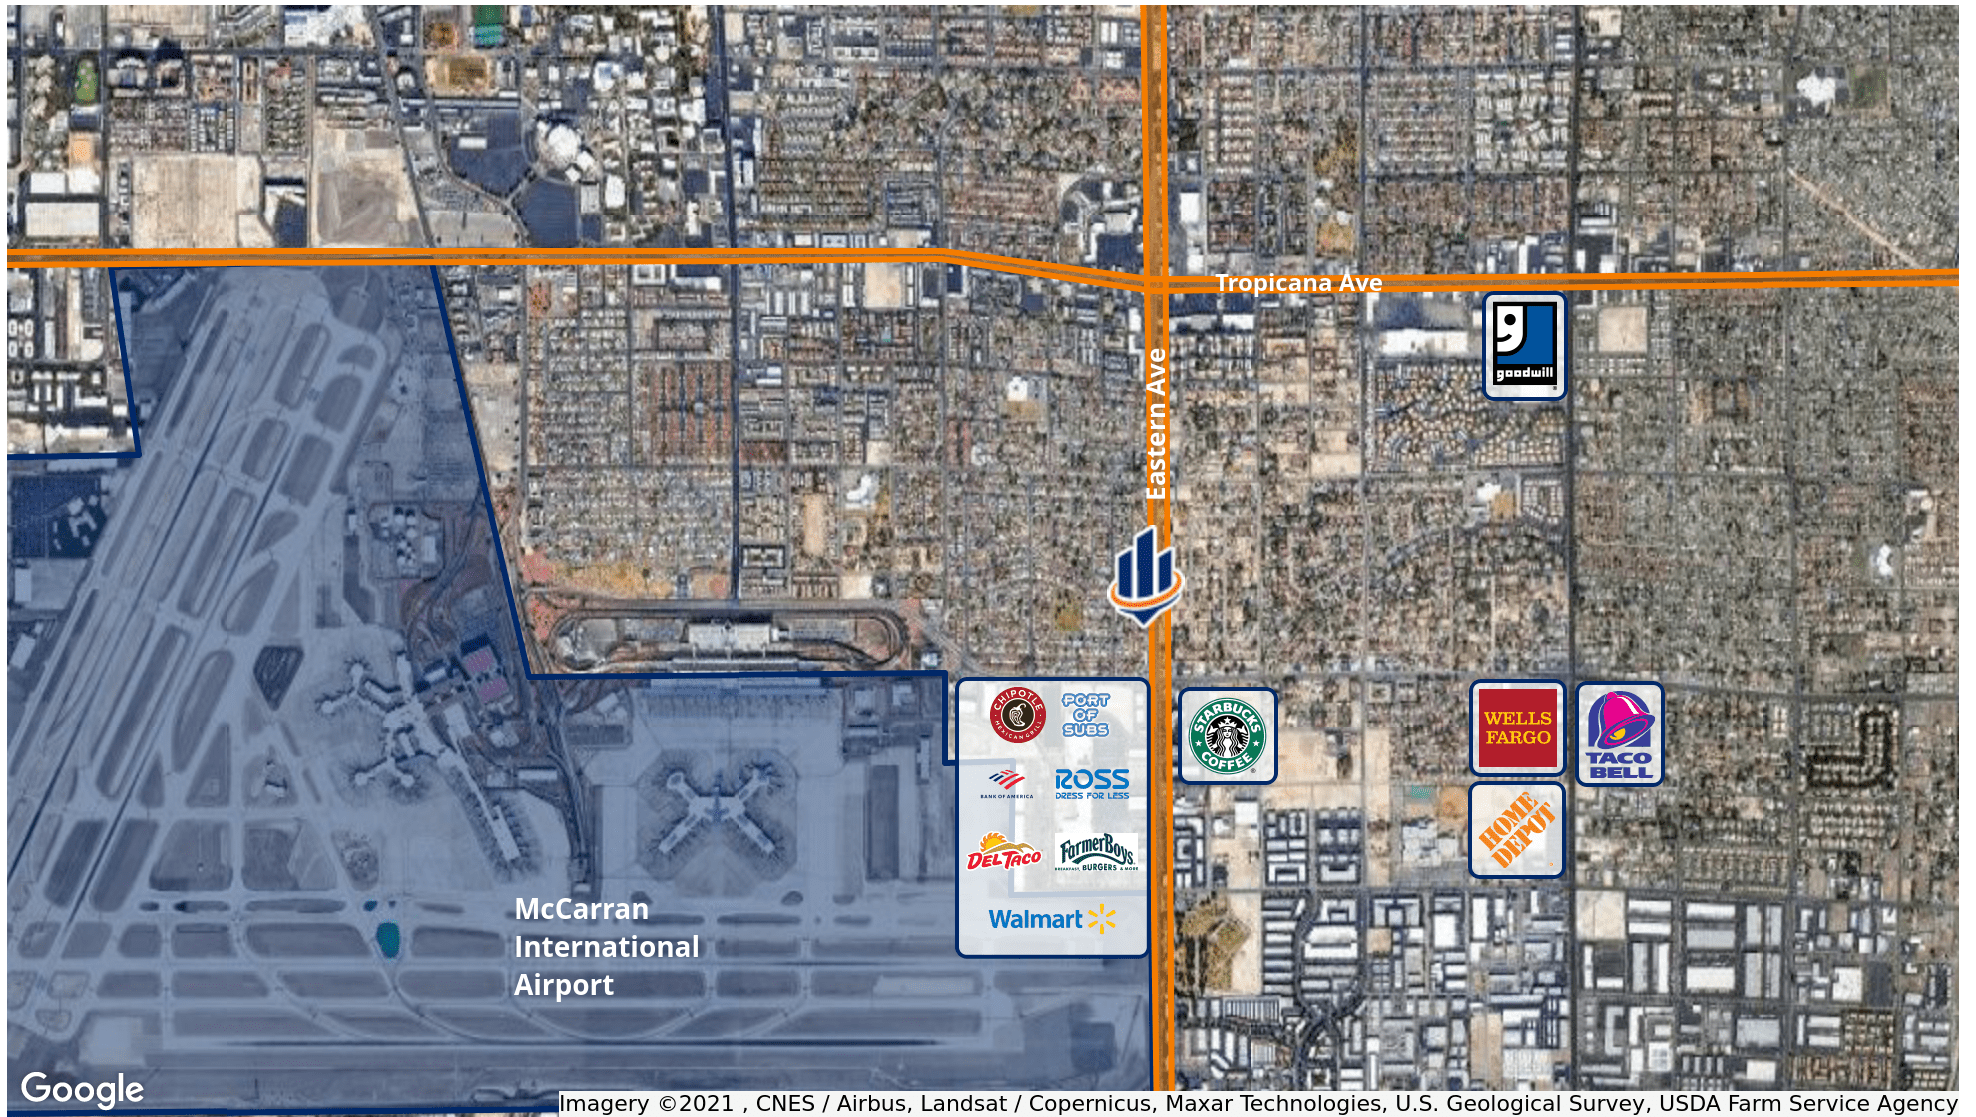 Tropicana Ave
goodwill
Eastern Ave
CHIPOTLE
MEXICAN GRILL
PORT
OF
SUBS
STARBUCKS
COFFEE
WELLS
FARGO
TACO
BELL
BANK OF AMERICA
ROSS
DRESS FOR LESS
HOME
DEPOT
DEL TACO
FarmerBoys
BREAKFAST, BURGERS & MORE
McCarran
International
Airport
Walmart
Google
Imagery ©2021 , CNES / Airbus, Landsat / Copernicus, Maxar Technologies, U.S. Geological Survey, USDA Farm Service Agency